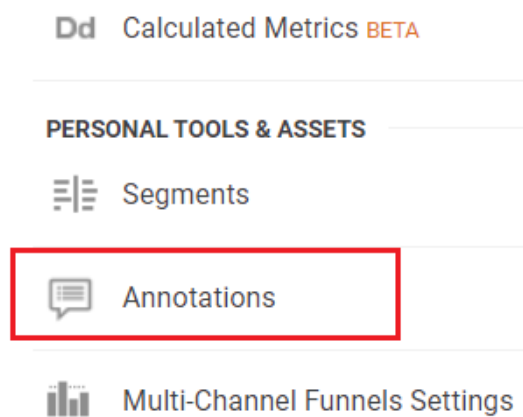 Dd Calculated Metrics BETA
PERSONAL TOOLS & ASSETS
Segments
Annotations
Multi-Channel Funnels Settings